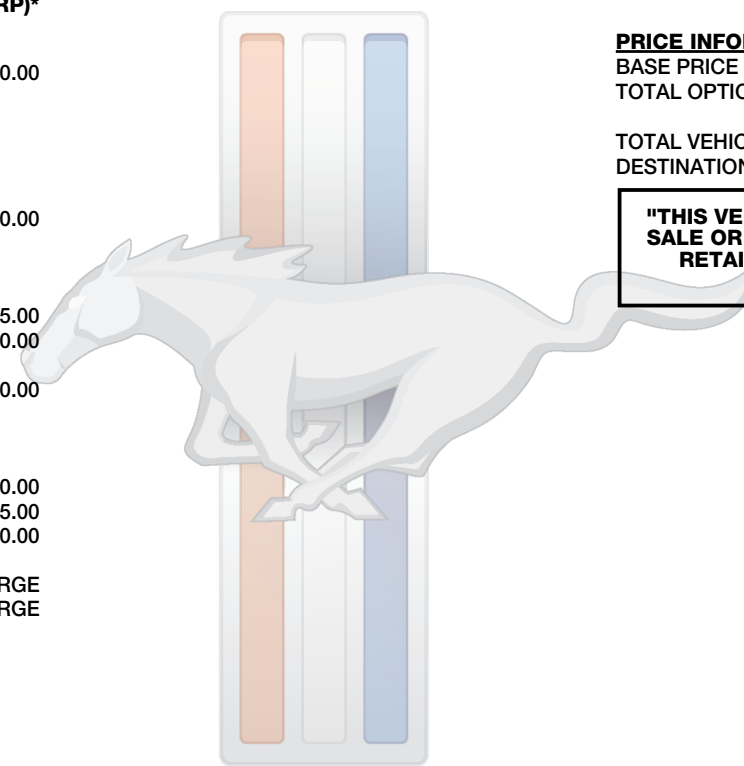 RP)*
0.00
0.00
5.00
0.00
0.00
0.00
5.00
0.00
RGE
RGE
PRICE INFO
BASE PRICE
TOTAL OPTIO
TOTAL VEHIC
DESTINATION
"THIS VE
SALE OR
RETAI